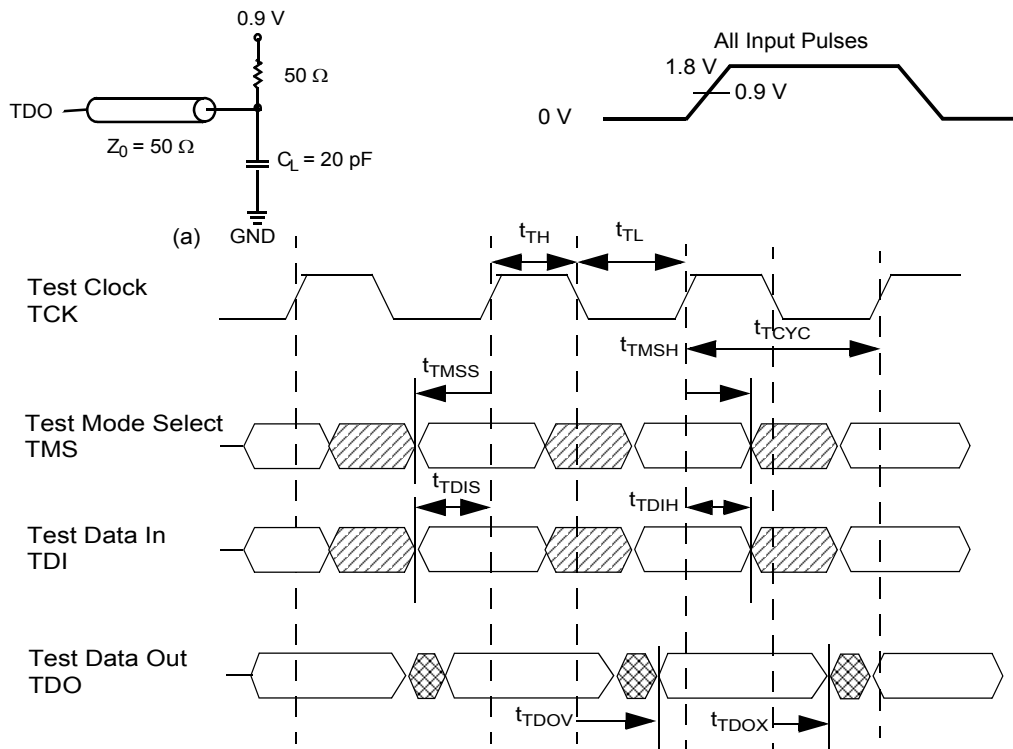 0.9 V
50 Ω
TDO
Z0 = 50 Ω
CL = 20 pF
(a) GND
All Input Pulses
1.8 V
0.9 V
0 V
tTH
tTL
Test Clock
TCK
tTMSH
tTCYC
tTMSS
Test Mode Select
TMS
tTDIS
tTDIH
Test Data In
TDI
Test Data Out
TDO
tTDOV
tTDOX